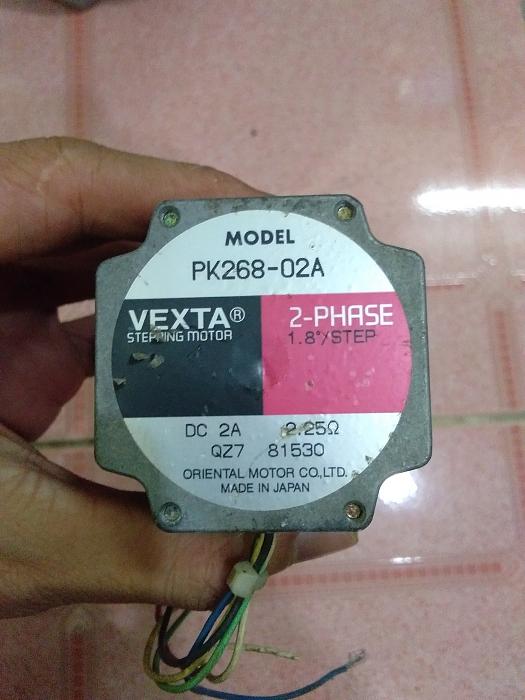 MODEL
PK268-02A
VEXTA®
STEPPING MOTOR
2-PHASE
1.8°/STEP
DC 2A 2.25Ω
QZ7 81530
ORIENTAL MOTOR CO.,LTD.
MADE IN JAPAN